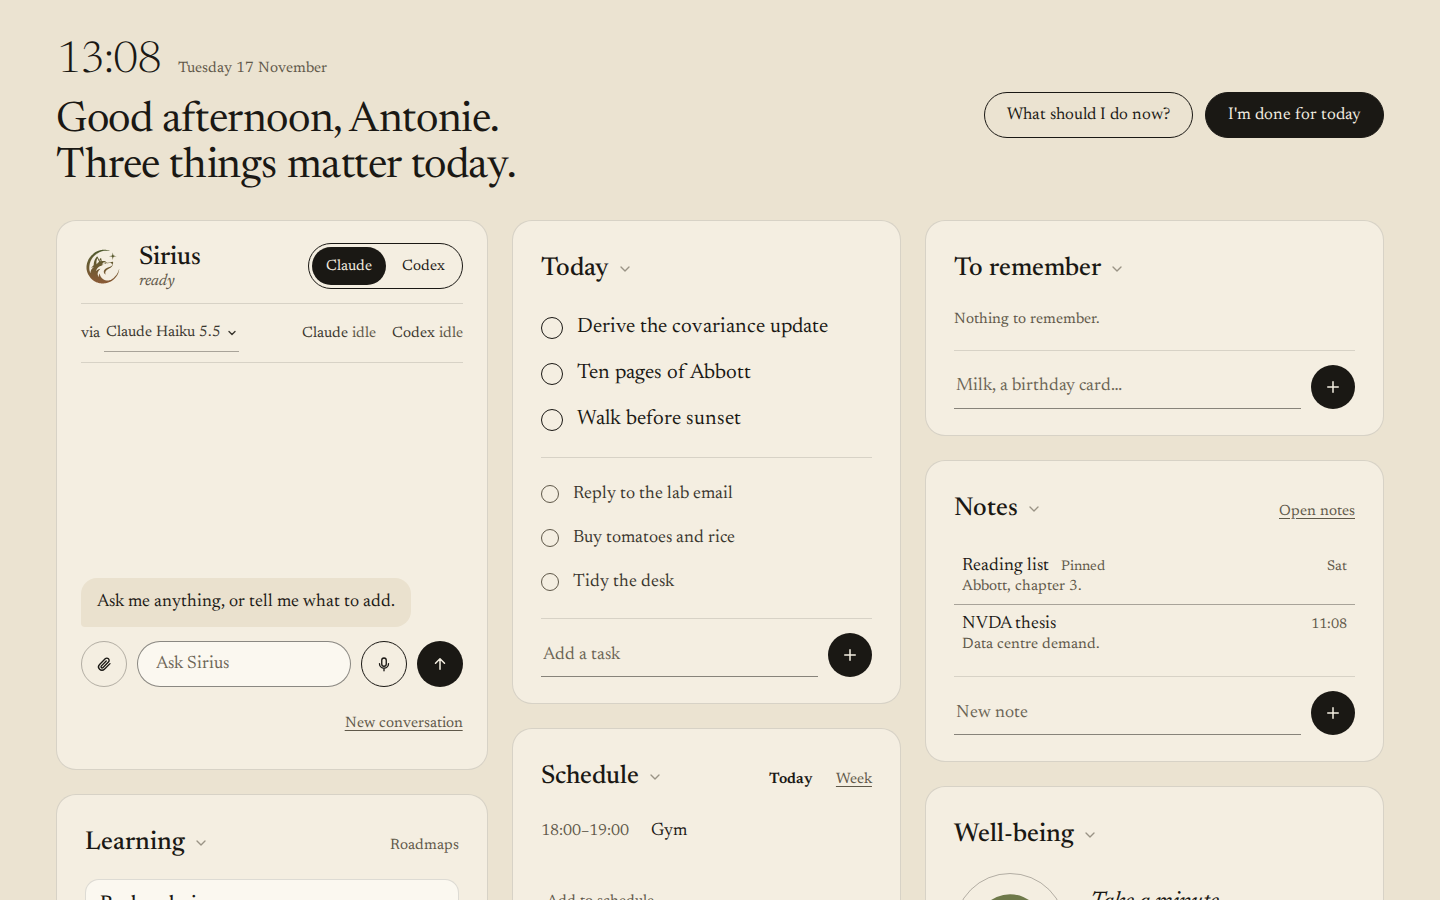 13:08 Tuesday 17 November
Good afternoon, Antonie.
Three things matter today.
What should I do now?
I'm done for today
Sirius
ready
Claude Codex
via Claude Haiku 5.5
Claude idle Codex idle
Ask me anything, or tell me what to add.
Ask Sirius
New conversation
Learning
Roadmaps
Today
Derive the covariance update
Ten pages of Abbott
Walk before sunset
Reply to the lab email
Buy tomatoes and rice
Tidy the desk
Add a task
Schedule
Today Week
18:00–19:00 Gym
Add to schedule
To remember
Nothing to remember.
Milk, a birthday card...
Notes
Open notes
Reading list Pinned Sat
Abbott, chapter 3.
NVDA thesis 11:08
Data centre demand.
New note
Well-being
Take a minute